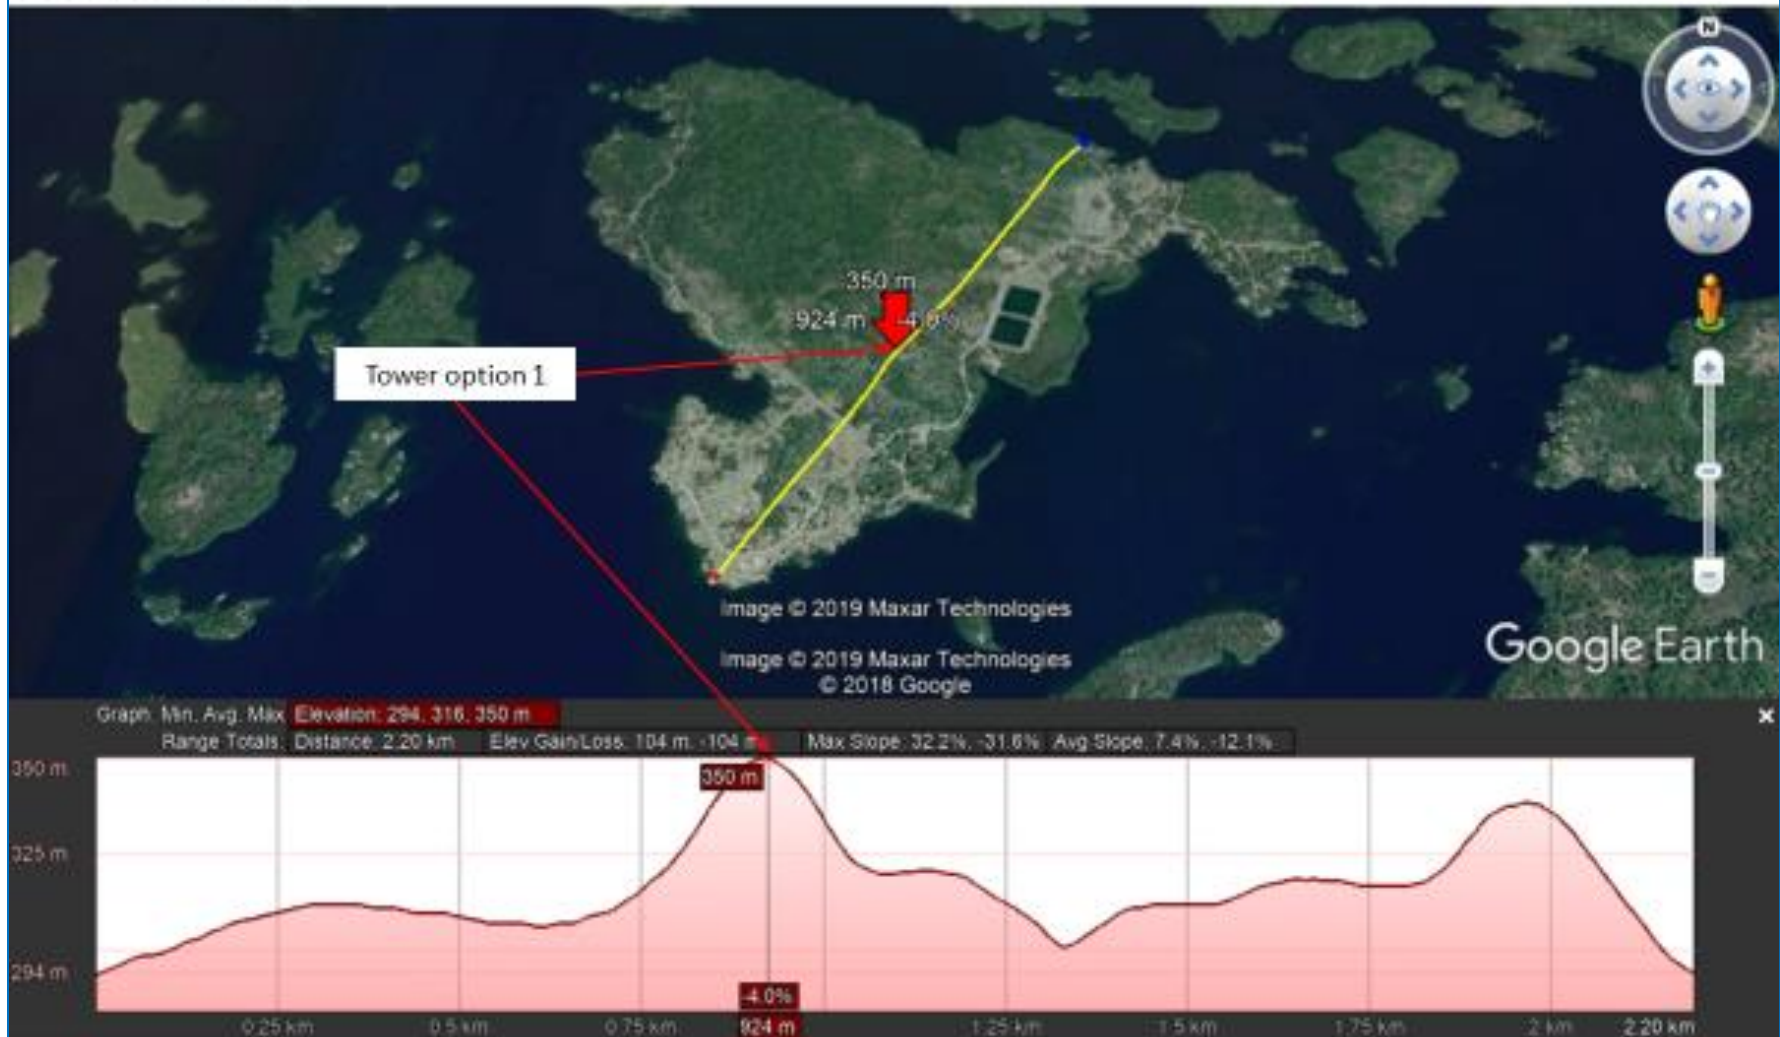 N
350 m
924 m -4.0%
Tower option 1
Image © 2019 Maxar Technologies
Image © 2019 Maxar Technologies
© 2018 Google
Google Earth
Graph: Min, Avg, Max Elevation: 294, 316, 350 m
Range Totals: Distance: 2.20 km Elev Gain/Loss: 104 m, -104 m Max Slope: 32.2%, -31.6% Avg Slope: 7.4%, -12.1%
350 m
350 m
325 m
294 m
-4.0%
0.25 km 0.5 km 0.75 km 924 m 1.25 km 1.5 km 1.75 km 2 km 2.20 km